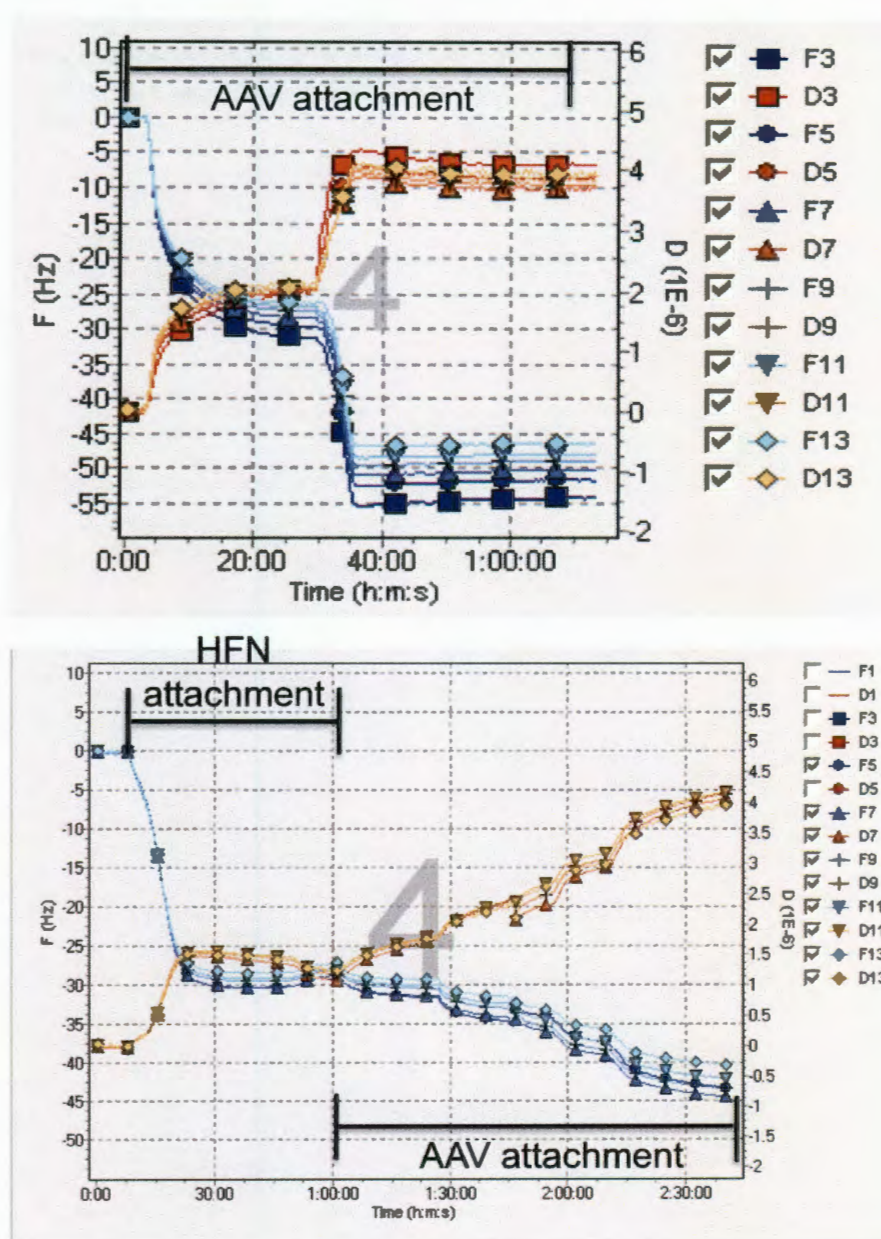 AAV attachment
F (Hz)
10
5
0
-5
-10
-15
-20
-25
-30
-35
-40
-45
-50
-55
4
6
5
4
3
2
1
0
-1
-2
D (1E-6)
0:00 20:00 40:00 1:00:00
Time (h:m:s)
F3
D3
F5
D5
F7
D7
F9
D9
F11
D11
F13
D13
HFN
attachment
F (Hz)
10
5
0
-5
-10
-15
-20
-25
-30
-35
-40
-45
-50
4
6
5.5
5
4.5
4
3.5
3
2.5
2
1.5
1
0.5
0
-0.5
-1
-1.5
-2
D (1E-6)
AAV attachment
0:00 30:00 1:00:00 1:30:00 2:00:00 2:30:00
Time (h:m:s)
F1
D1
F3
D3
F5
D5
F7
D7
F9
D9
F11
D11
F13
D13